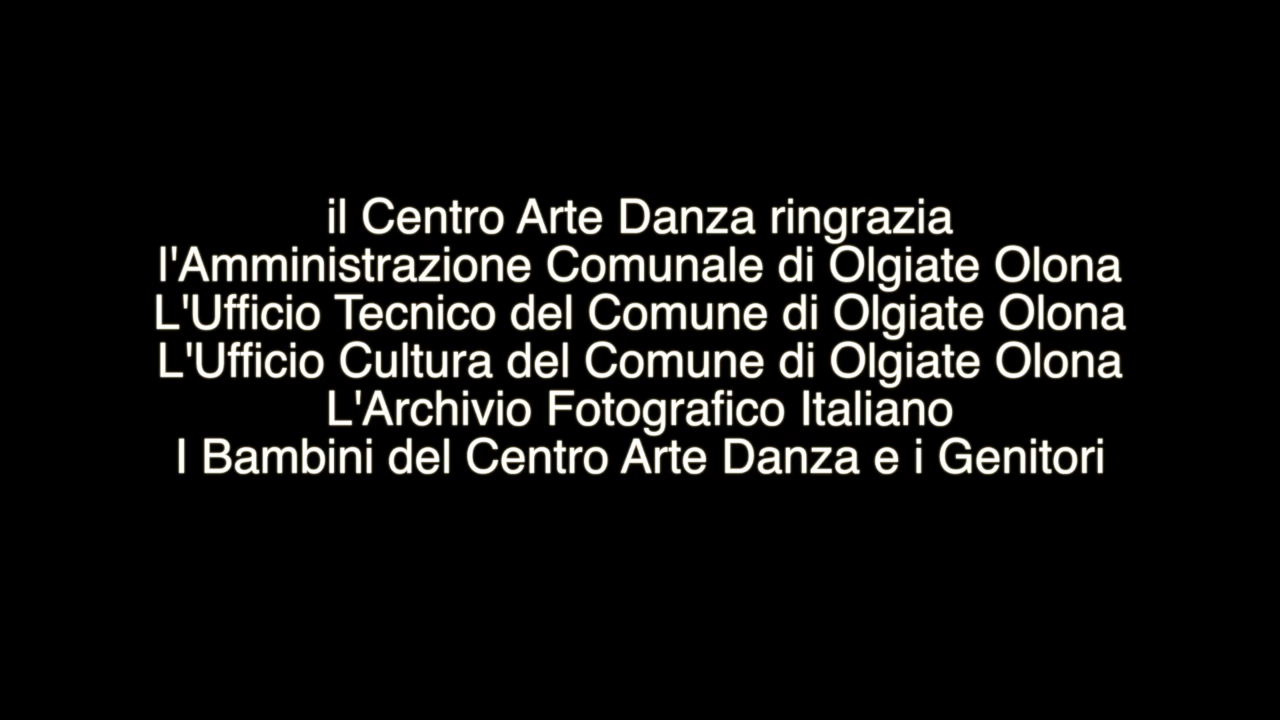 il Centro Arte Danza ringrazia
l'Amministrazione Comunale di Olgiate Olona
L'Ufficio Tecnico del Comune di Olgiate Olona
L'Ufficio Cultura del Comune di Olgiate Olona
L'Archivio Fotografico Italiano
I Bambini del Centro Arte Danza e i Genitori